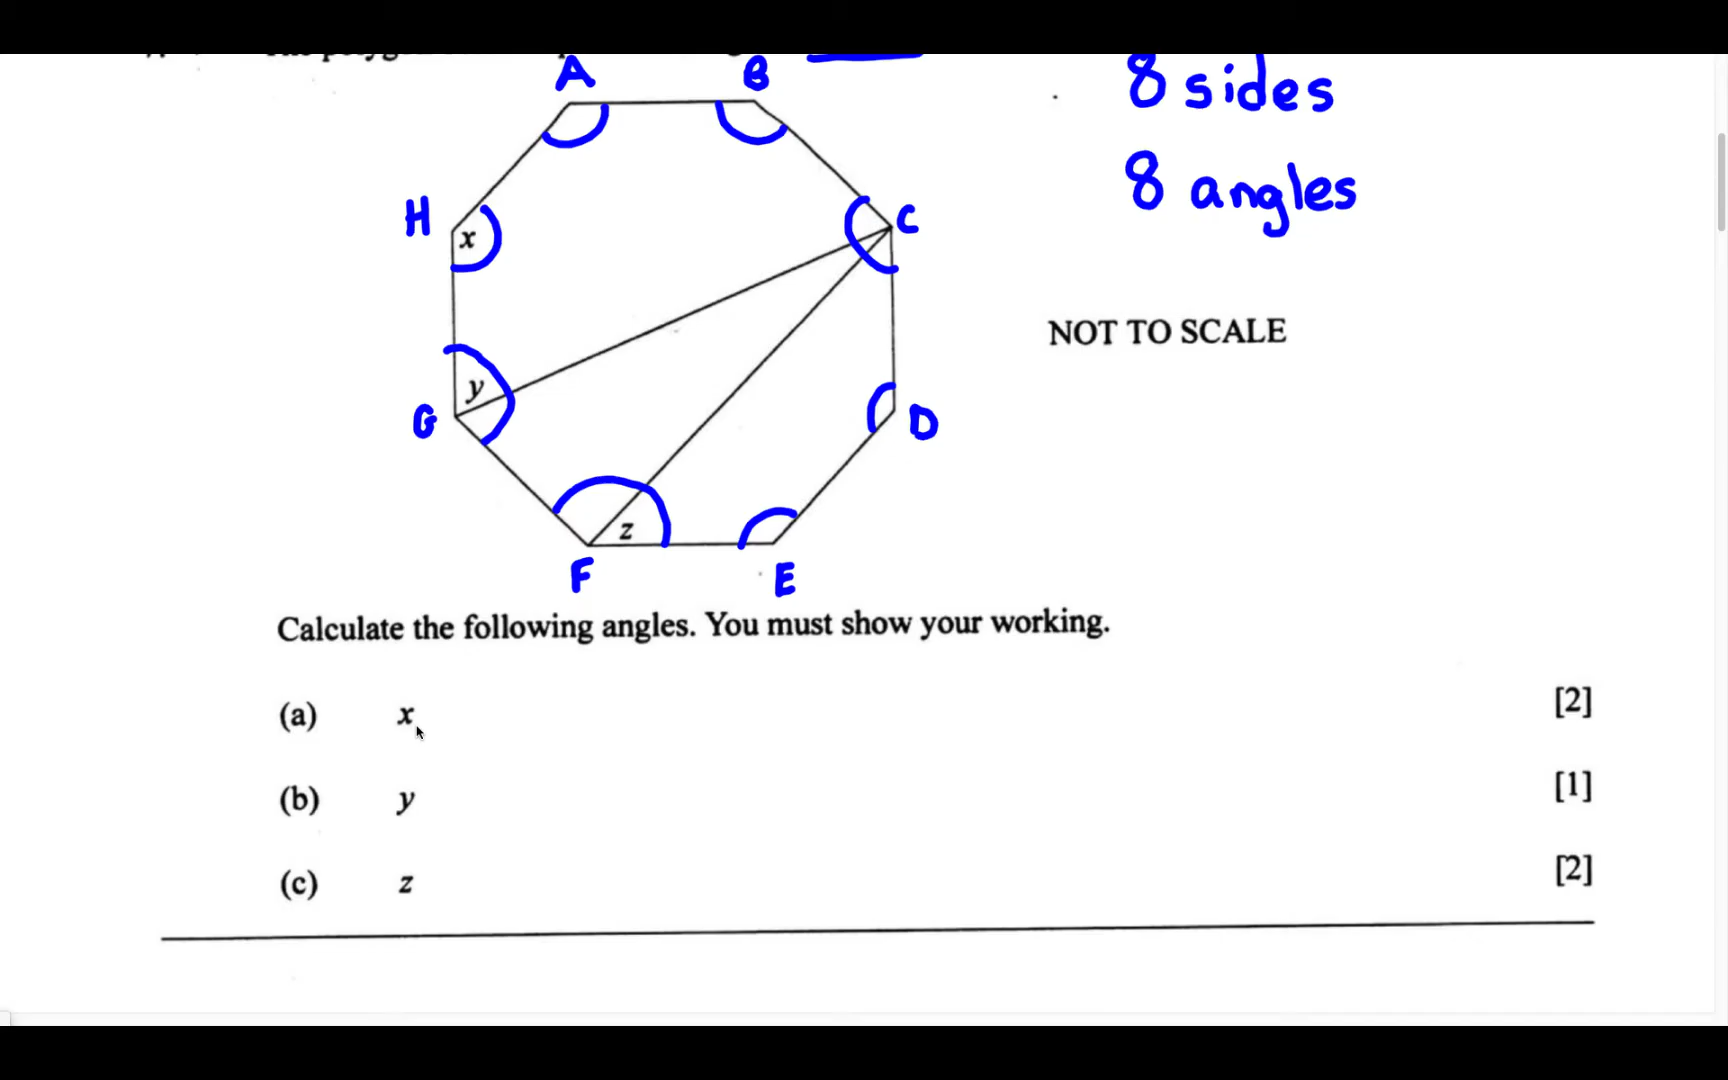 8 sides
A B
8 angles
H x C
NOT TO SCALE
y
G D
z
F E
Calculate the following angles. You must show your working.
(a) x [2]
(b) y [1]
(c) z [2]